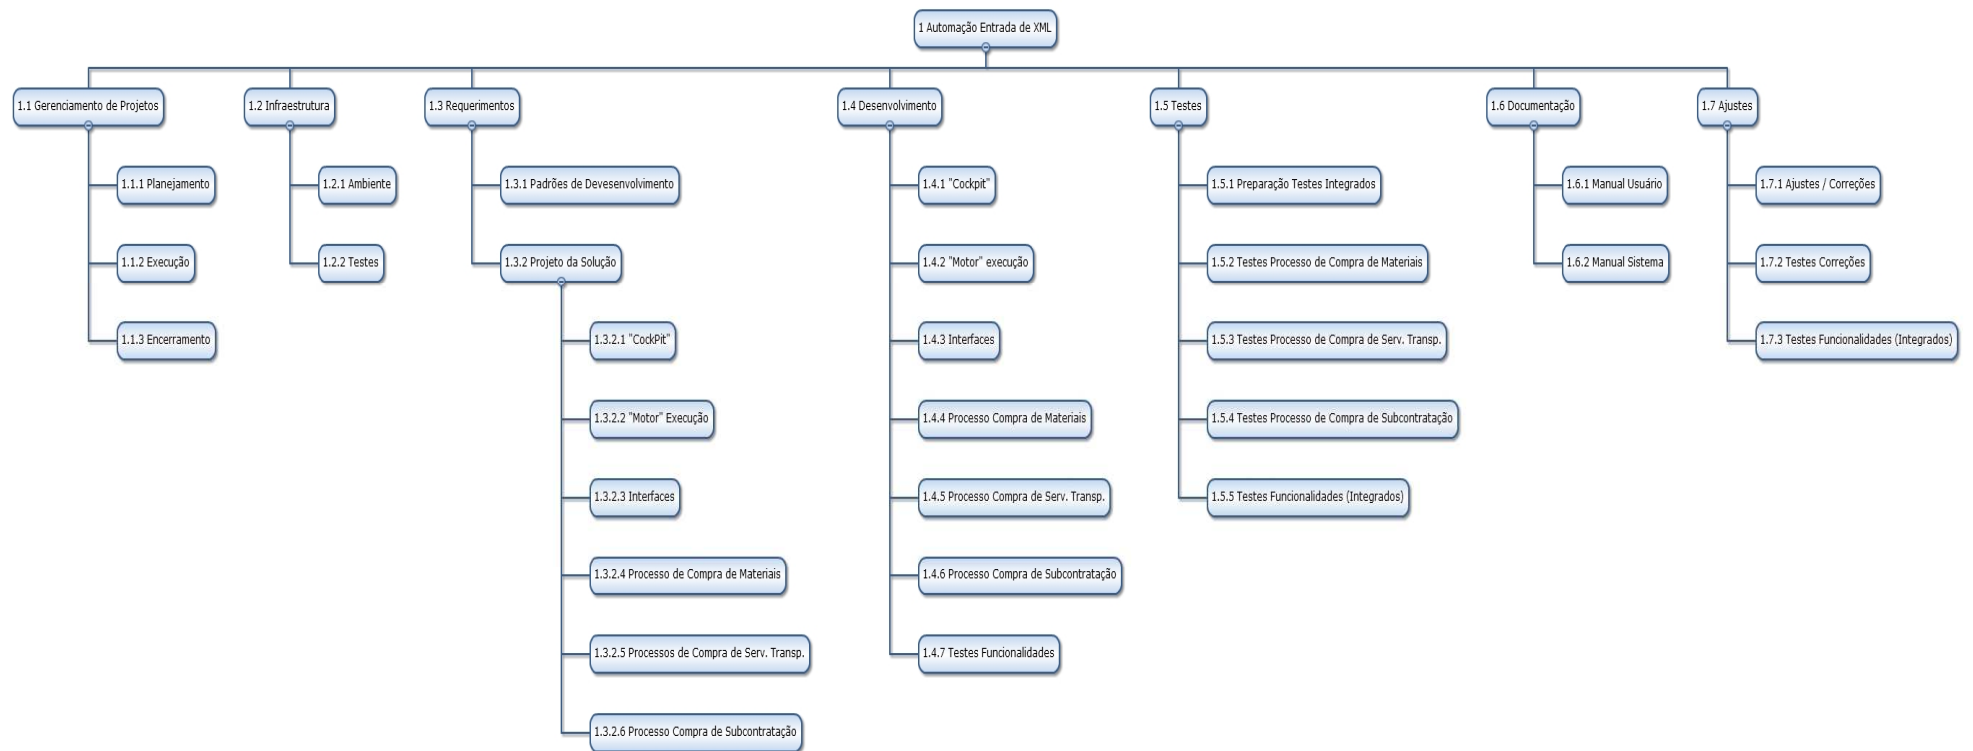 1 Automação Entrada de XML
1.1 Gerenciamento de Projetos
1.1.1 Planejamento
1.1.2 Execução
1.1.3 Encerramento
1.2 Infraestrutura
1.2.1 Ambiente
1.2.2 Testes
1.3 Requerimentos
1.3.1 Padrões de Devesenvolvimento
1.3.2 Projeto da Solução
1.3.2.1 "CockPit"
1.3.2.2 "Motor" Execução
1.3.2.3 Interfaces
1.3.2.4 Processo de Compra de Materiais
1.3.2.5 Processos de Compra de Serv. Transp.
1.3.2.6 Processo Compra de Subcontratação
1.4 Desenvolvimento
1.4.1 "Cockpit"
1.4.2 "Motor" execução
1.4.3 Interfaces
1.4.4 Processo Compra de Materiais
1.4.5 Processo Compra de Serv. Transp.
1.4.6 Processo Compra de Subcontratação
1.4.7 Testes Funcionalidades
1.5 Testes
1.5.1 Preparação Testes Integrados
1.5.2 Testes Processo de Compra de Materiais
1.5.3 Testes Processo de Compra de Serv. Transp.
1.5.4 Testes Processo de Compra de Subcontratação
1.5.5 Testes Funcionalidades (Integrados)
1.6 Documentação
1.6.1 Manual Usuário
1.6.2 Manual Sistema
1.7 Ajustes
1.7.1 Ajustes / Correções
1.7.2 Testes Correções
1.7.3 Testes Funcionalidades (Integrados)